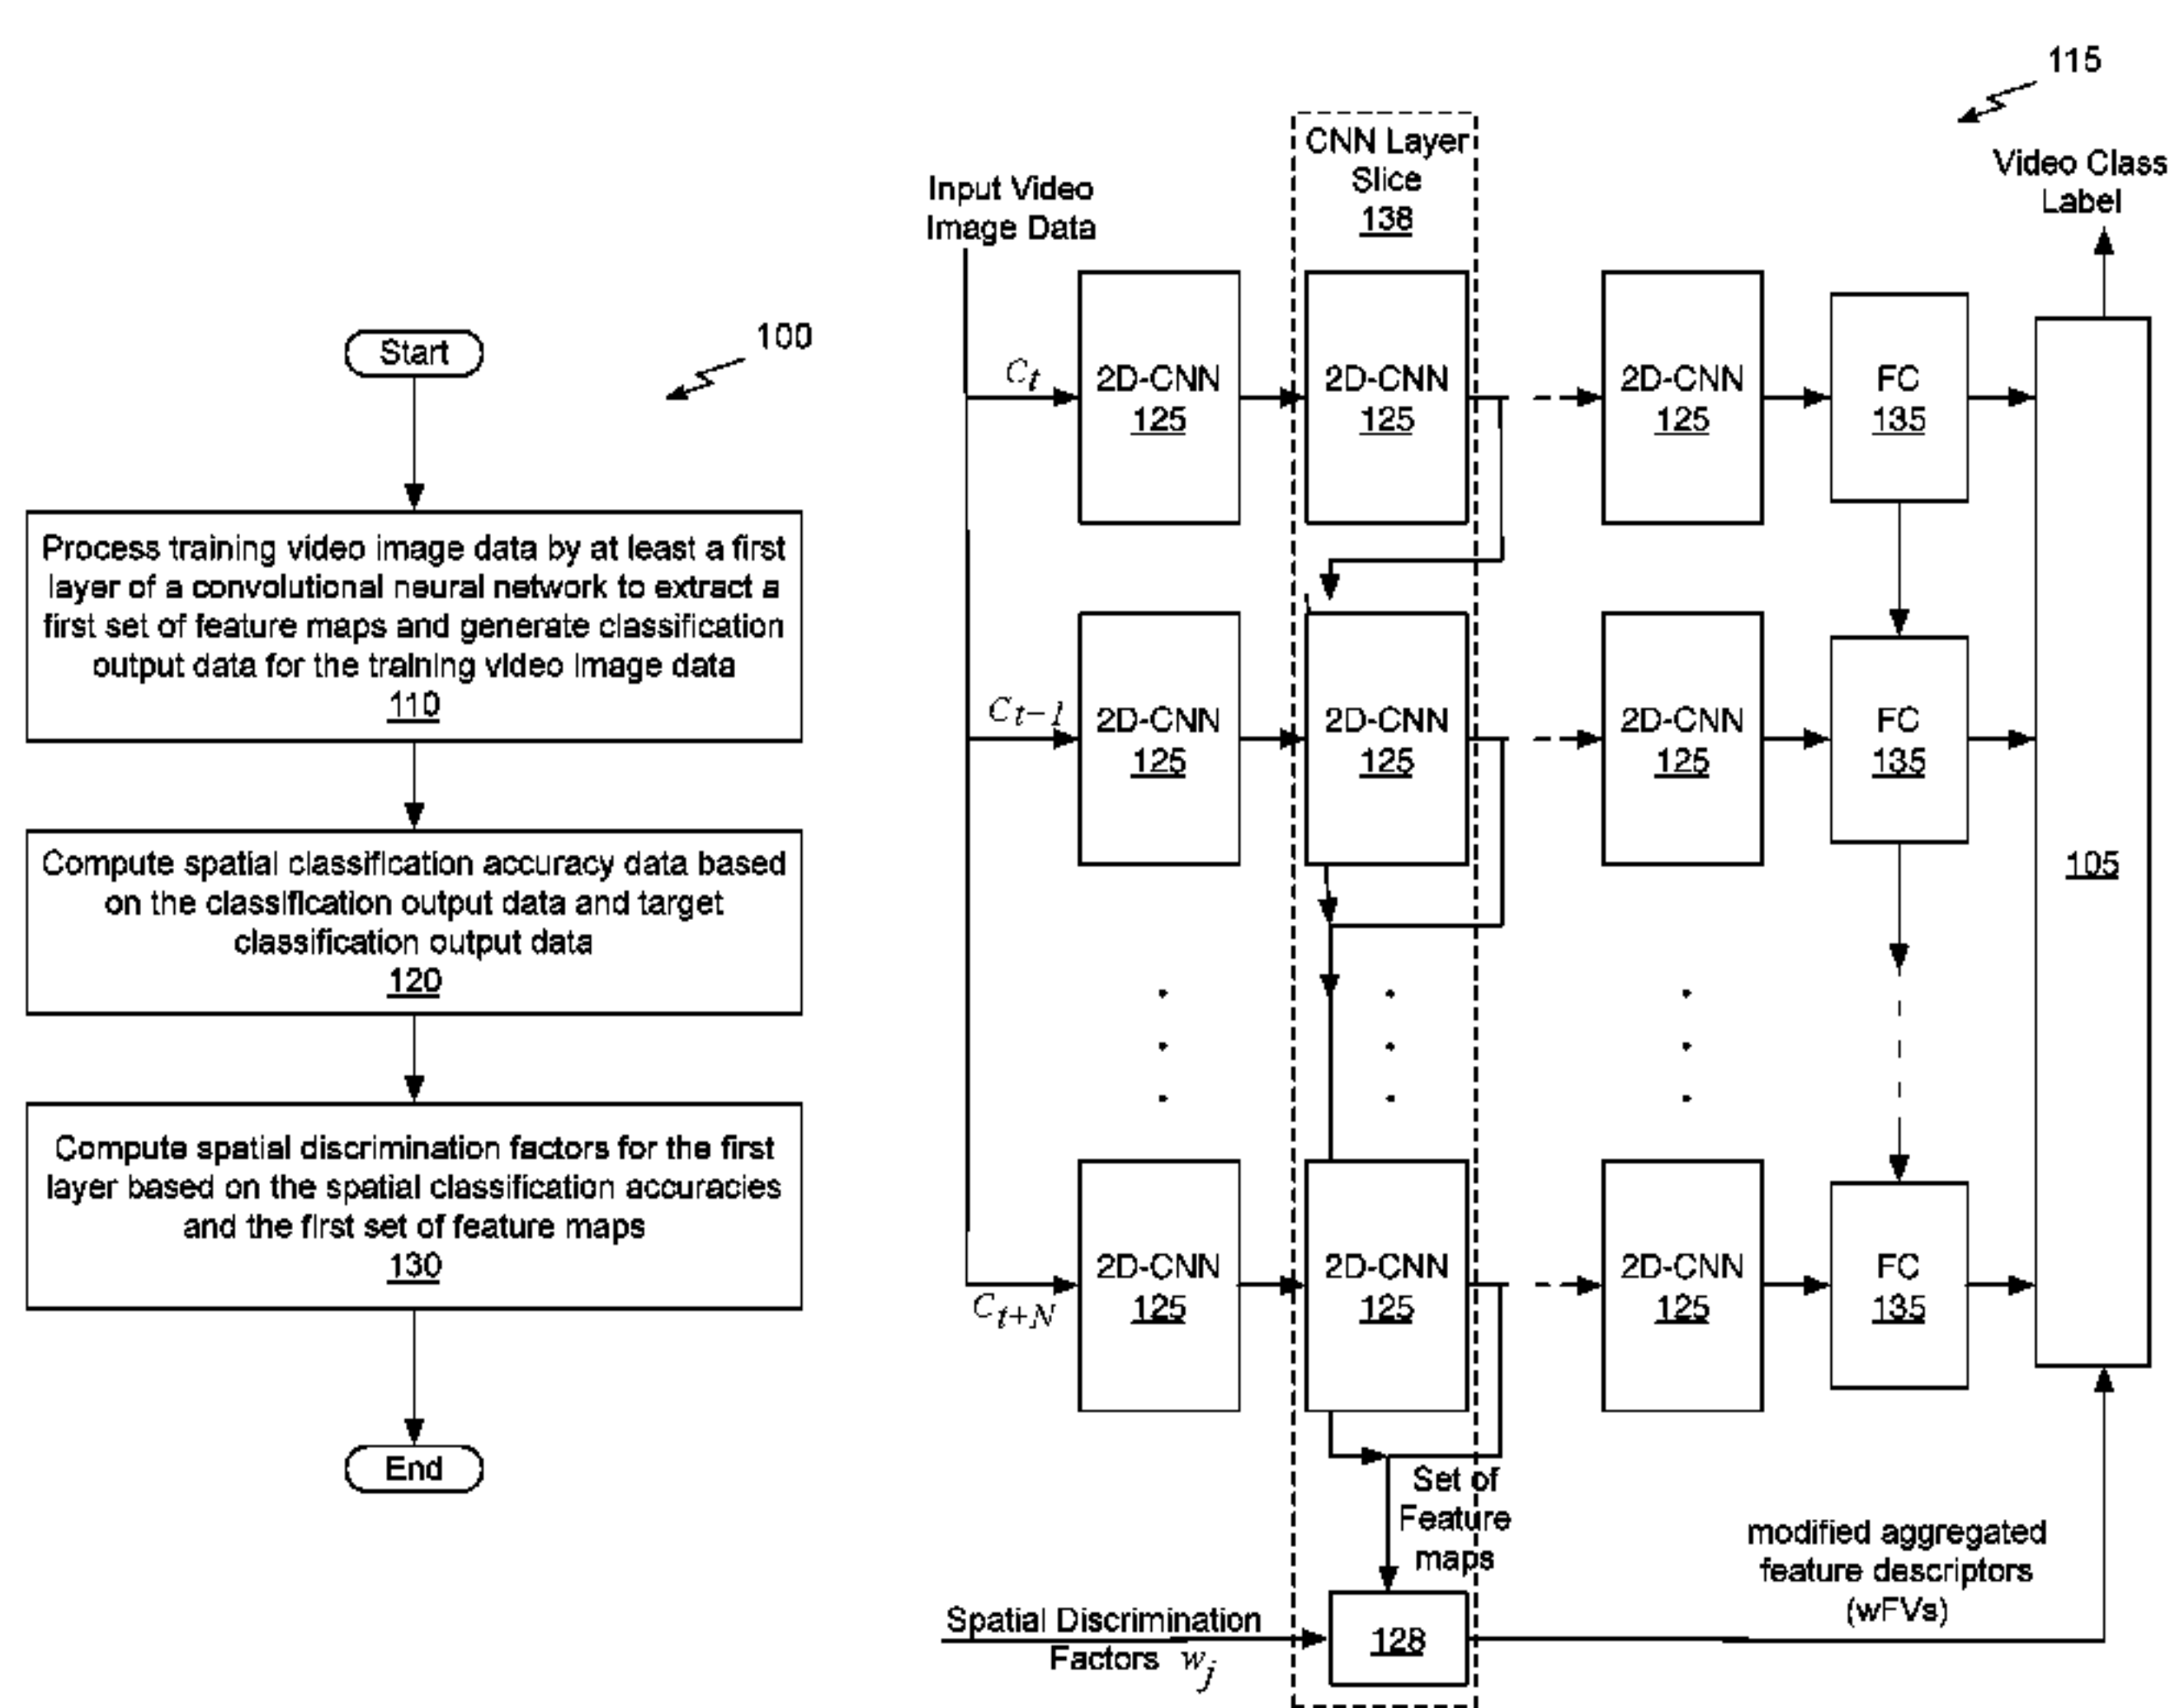 Start
100
Process training video image data by at least a first
layer of a convolutional neural network to extract a
first set of feature maps and generate classification
output data for the training video image data
110
Compute spatial classification accuracy data based
on the classification output data and target
classification output data
120
Compute spatial discrimination factors for the first
layer based on the spatial classification accuracies
and the first set of feature maps
130
End
115
Video Class
Label
CNN Layer
Slice
138
Input Video
Image Data
C_t
2D-CNN
125
2D-CNN
125
2D-CNN
125
FC
135
C_{t-1}
2D-CNN
125
2D-CNN
125
2D-CNN
125
FC
135
105
C_{t+N}
2D-CNN
125
2D-CNN
125
2D-CNN
125
FC
135
Set of
Feature
maps
modified aggregated
feature descriptors
(wFVs)
Spatial Discrimination
Factors w_j
128